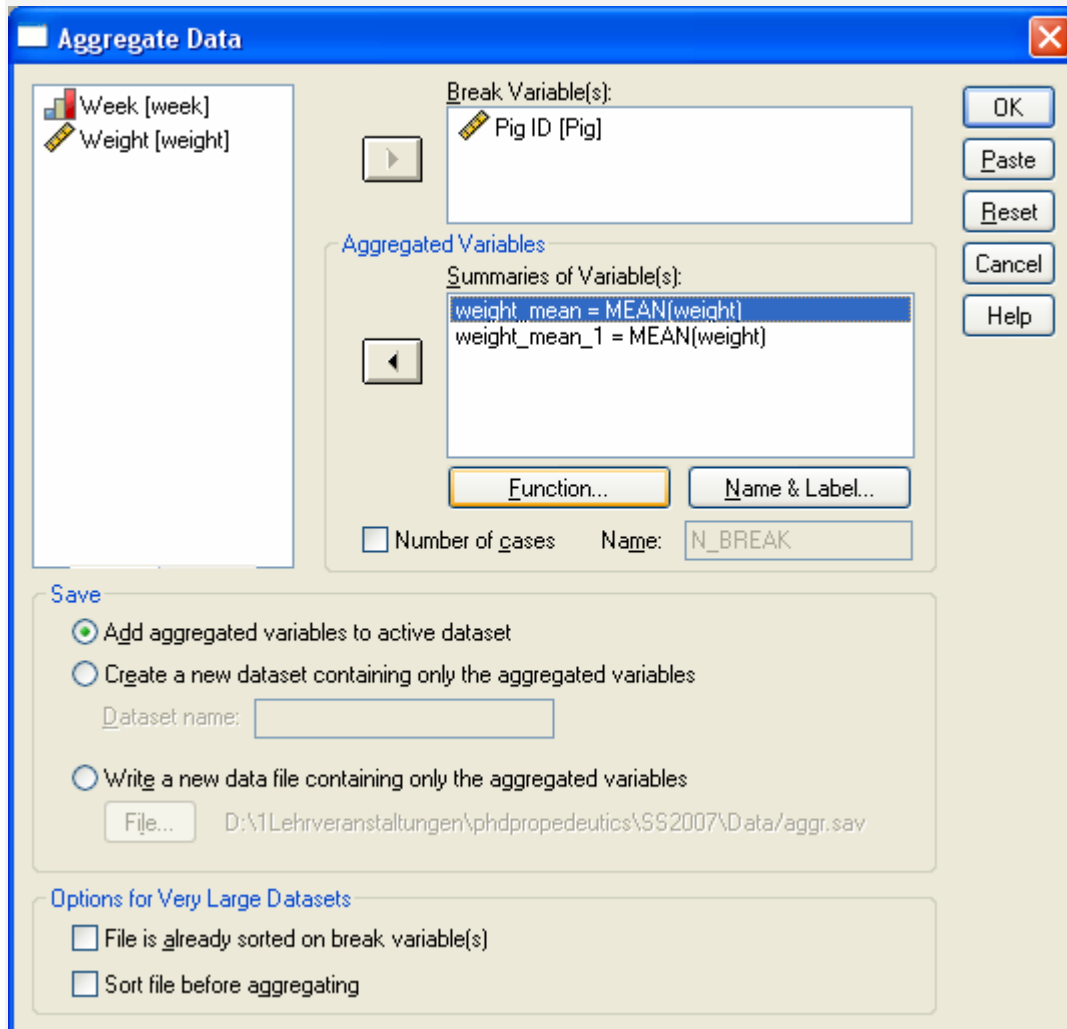 Aggregate Data
Week [week]
Weight [weight]
Break Variable(s):
Pig ID [Pig]
Aggregated Variables
Summaries of Variable(s):
weight_mean = MEAN(weight)
weight_mean_1 = MEAN(weight)
Function...
Name & Label...
Number of cases
Name:
N_BREAK
OK
Paste
Reset
Cancel
Help
Save
Add aggregated variables to active dataset
Create a new dataset containing only the aggregated variables
Dataset name:
Write a new data file containing only the aggregated variables
File...
D:\1Lehrveranstaltungen\phdpropedeutics\SS2007\Data/aggr.sav
Options for Very Large Datasets
File is already sorted on break variable(s)
Sort file before aggregating